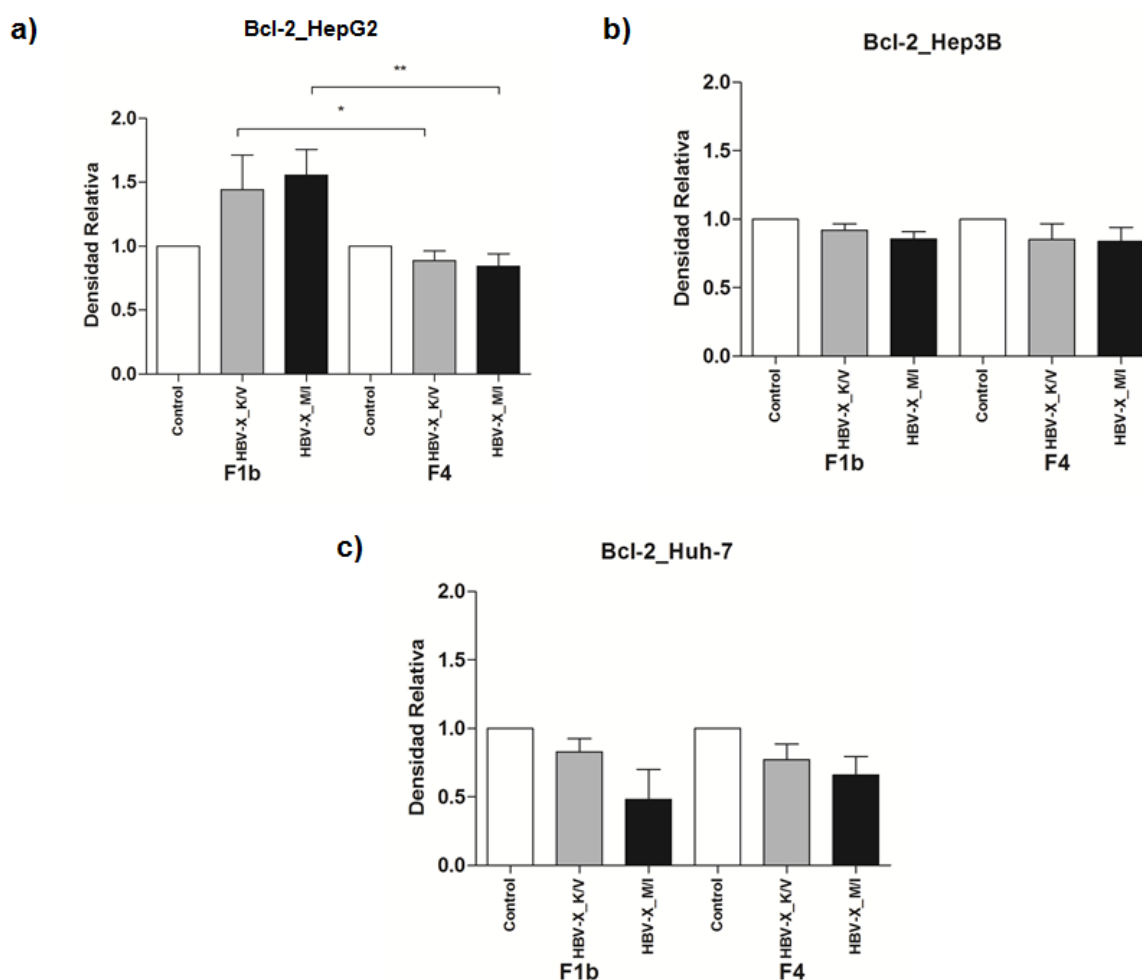 a)
Bcl-2_HepG2
**
*
Densidad Relativa
2.0
1.5
1.0
0.5
0.0
Control
HBV-X_K/V
HBV-X_M/I
Control
HBV-X_K/V
HBV-X_M/I
F1b
F4
b)
Bcl-2_Hep3B
Densidad Relativa
2.0
1.5
1.0
0.5
0.0
Control
HBV-X_K/V
HBV-X_M/I
Control
HBV-X_K/V
HBV-X_M/I
F1b
F4
c)
Bcl-2_Huh-7
Densidad Relativa
2.0
1.5
1.0
0.5
0.0
Control
HBV-X_K/V
HBV-X_M/I
Control
HBV-X_K/V
HBV-X_M/I
F1b
F4